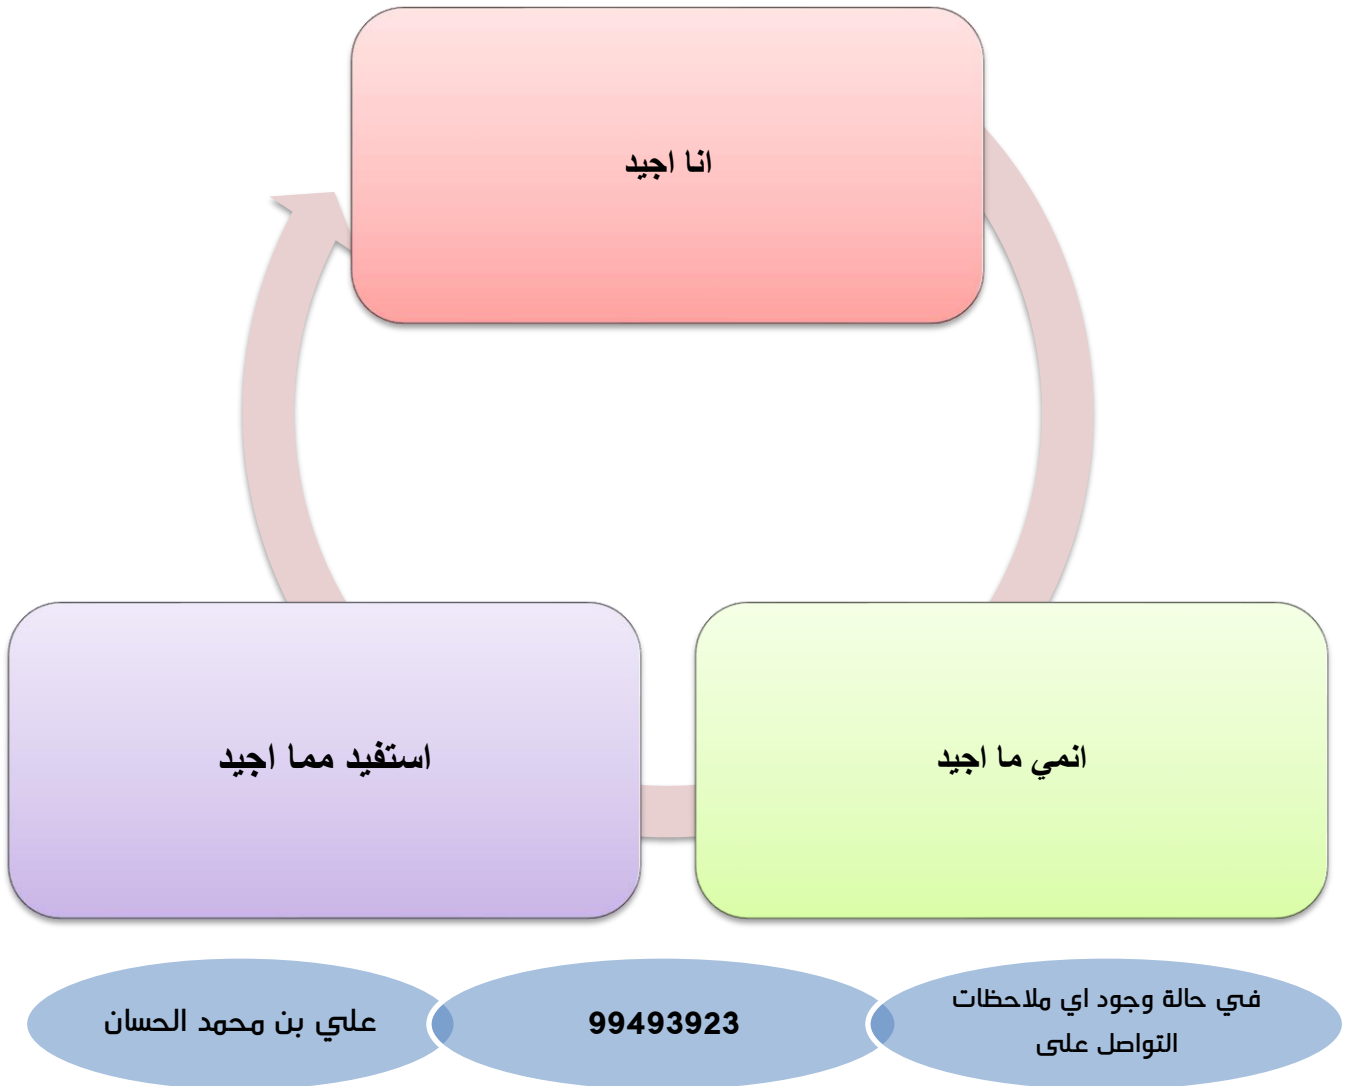 انا اجيد
انمي ما اجيد
استفيد مما اجيد
في حالة وجود اي ملاحظات
التواصل على
99493923
علي بن محمد الحسان